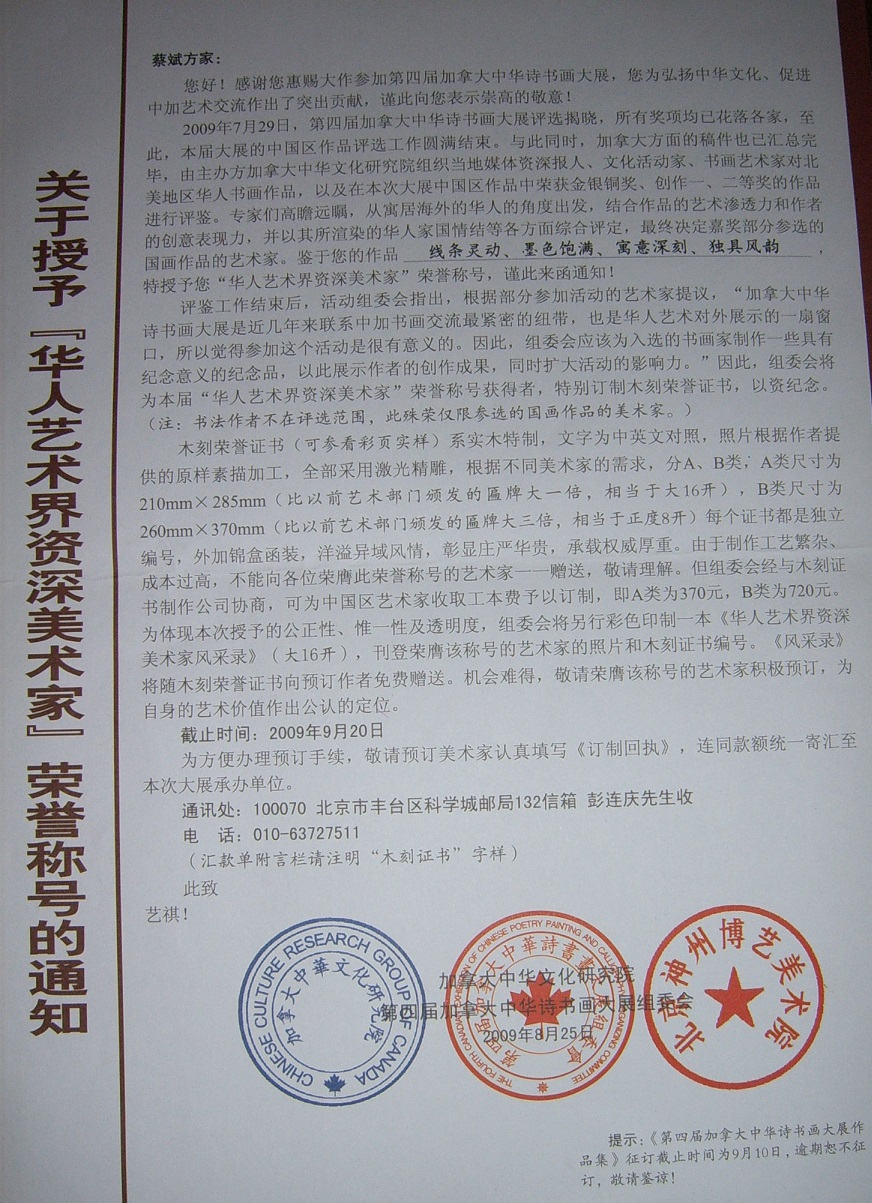 关于授予『华人艺术界资深美术家』荣誉称号的通知
蔡斌方家：
您好！感谢您惠赐大作参加第四届加拿大中华诗书画大展，您为弘扬中华文化、促进
中加艺术交流作出了突出贡献，谨此向您表示崇高的敬意！
2009年7月29日，第四届加拿大中华诗书画大展评选揭晓，所有奖项均已花落各家，至
此，本届大展的中国区作品评选工作圆满结束。与此同时，加拿大方面的稿件也已汇总完
毕，由主办方加拿大中华文化研究院组织当地媒体资深报人、文化活动家、书画艺术家对北
美地区华人书画作品，以及在本次大展中国区作品中荣获金银铜奖、创作一、二等奖的作品
进行评鉴。专家们高瞻远瞩，从寓居海外的华人的角度出发，结合作品的艺术渗透力和作者
的创意表现力，并以其所渲染的华人家国情结等各方面综合评定，最终决定嘉奖部分参选的
国画作品的艺术家。鉴于您的作品 线条灵动、墨色饱满、寓意深刻、独具风韵 ，
特授予您“华人艺术界资深美术家”荣誉称号，谨此来函通知！
评鉴工作结束后，活动组委会指出，根据部分参加活动的艺术家提议，“加拿大中华
诗书画大展是近几年来联系中加书画交流最紧密的纽带，也是华人艺术对外展示的一扇窗
口，所以觉得参加这个活动是很有意义的。因此，组委会应该为入选的书画家制作一些具有
纪念意义的纪念品，以此展示作者的创作成果，同时扩大活动的影响力。”因此，组委会将
为本届“华人艺术界资深美术家”荣誉称号获得者，特别订制木刻荣誉证书，以资纪念。
（注：书法作者不在评选范围，此殊荣仅限参选的国画作品的美术家。）
木刻荣誉证书（可参看彩页实样）系实木特制，文字为中英文对照，照片根据作者提
供的原样素描加工，全部采用激光精雕，根据不同美术家的需求，分A、B类；A类尺寸为
210mm×285mm（比以前艺术部门颁发的匾牌大一倍，相当于大16开），B类尺寸为
260mm×370mm（比以前艺术部门颁发的匾牌大三倍，相当于正度8开）每个证书都是独立
编号，外加锦盒函装，洋溢异域风情，彰显庄严华贵，承载权威厚重。由于制作工艺繁杂、
成本过高，不能向各位荣膺此荣誉称号的艺术家一一赠送，敬请理解。但组委会经与木刻证
书制作公司协商，可为中国区艺术家收取工本费予以订制，即A类为370元，B类为720元。
为体现本次授予的公正性、惟一性及透明度，组委会将另行彩色印制一本《华人艺术界资深
美术家风采录》（大16开），刊登荣膺该称号的艺术家的照片和木刻证书编号。《风采录》
将随木刻荣誉证书向预订作者免费赠送。机会难得，敬请荣膺该称号的艺术家积极预订，为
自身的艺术价值作出公认的定位。
截止时间：2009年9月20日
为方便办理预订手续，敬请预订美术家认真填写《订制回执》，连同款额统一寄汇至
本次大展承办单位。
通讯处：100070 北京市丰台区科学城邮局132信箱 彭连庆先生收
电　话：010-63727511
（汇款单附言栏请注明“木刻证书”字样）
此致
艺祺！
CHINESE CULTURE RESEARCH GROUP OF CANADA
加拿大中華文化研究院
THE FOURTH CANADIAN EXHIBITION OF CHINESE POETRY PAINTING AND CALLIGRAPHY ORGANIZING COMMITTEE
第四届加拿大中華詩書畫大展組委會
北京神州博艺美术院
加拿大中华文化研究院
第四届加拿大中华诗书画大展组委会
2009年8月25日
提示：《第四届加拿大中华诗书画大展作
品集》征订截止时间为9月10日，逾期恕不征
订，敬请鉴谅！